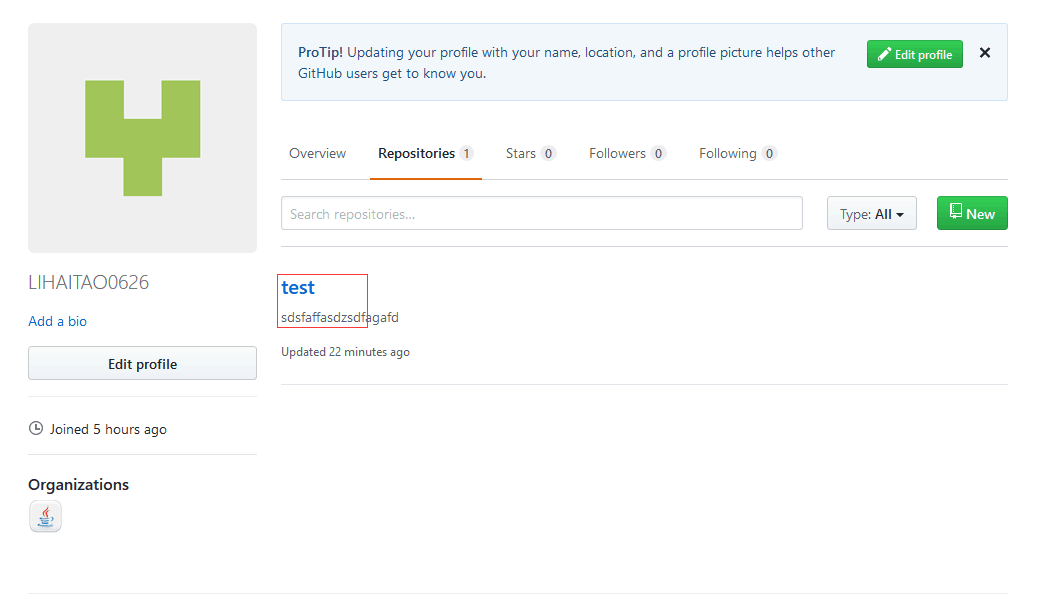 ProTip! Updating your profile with your name, location, and a profile picture helps other
GitHub users get to know you.
Edit profile
Overview Repositories 1 Stars 0 Followers 0 Following 0
Search repositories...
Type: All
New
LIHAITAO0626
Add a bio
Edit profile
Joined 5 hours ago
Organizations
test
sdsfaffasdzsdfagafd
Updated 22 minutes ago